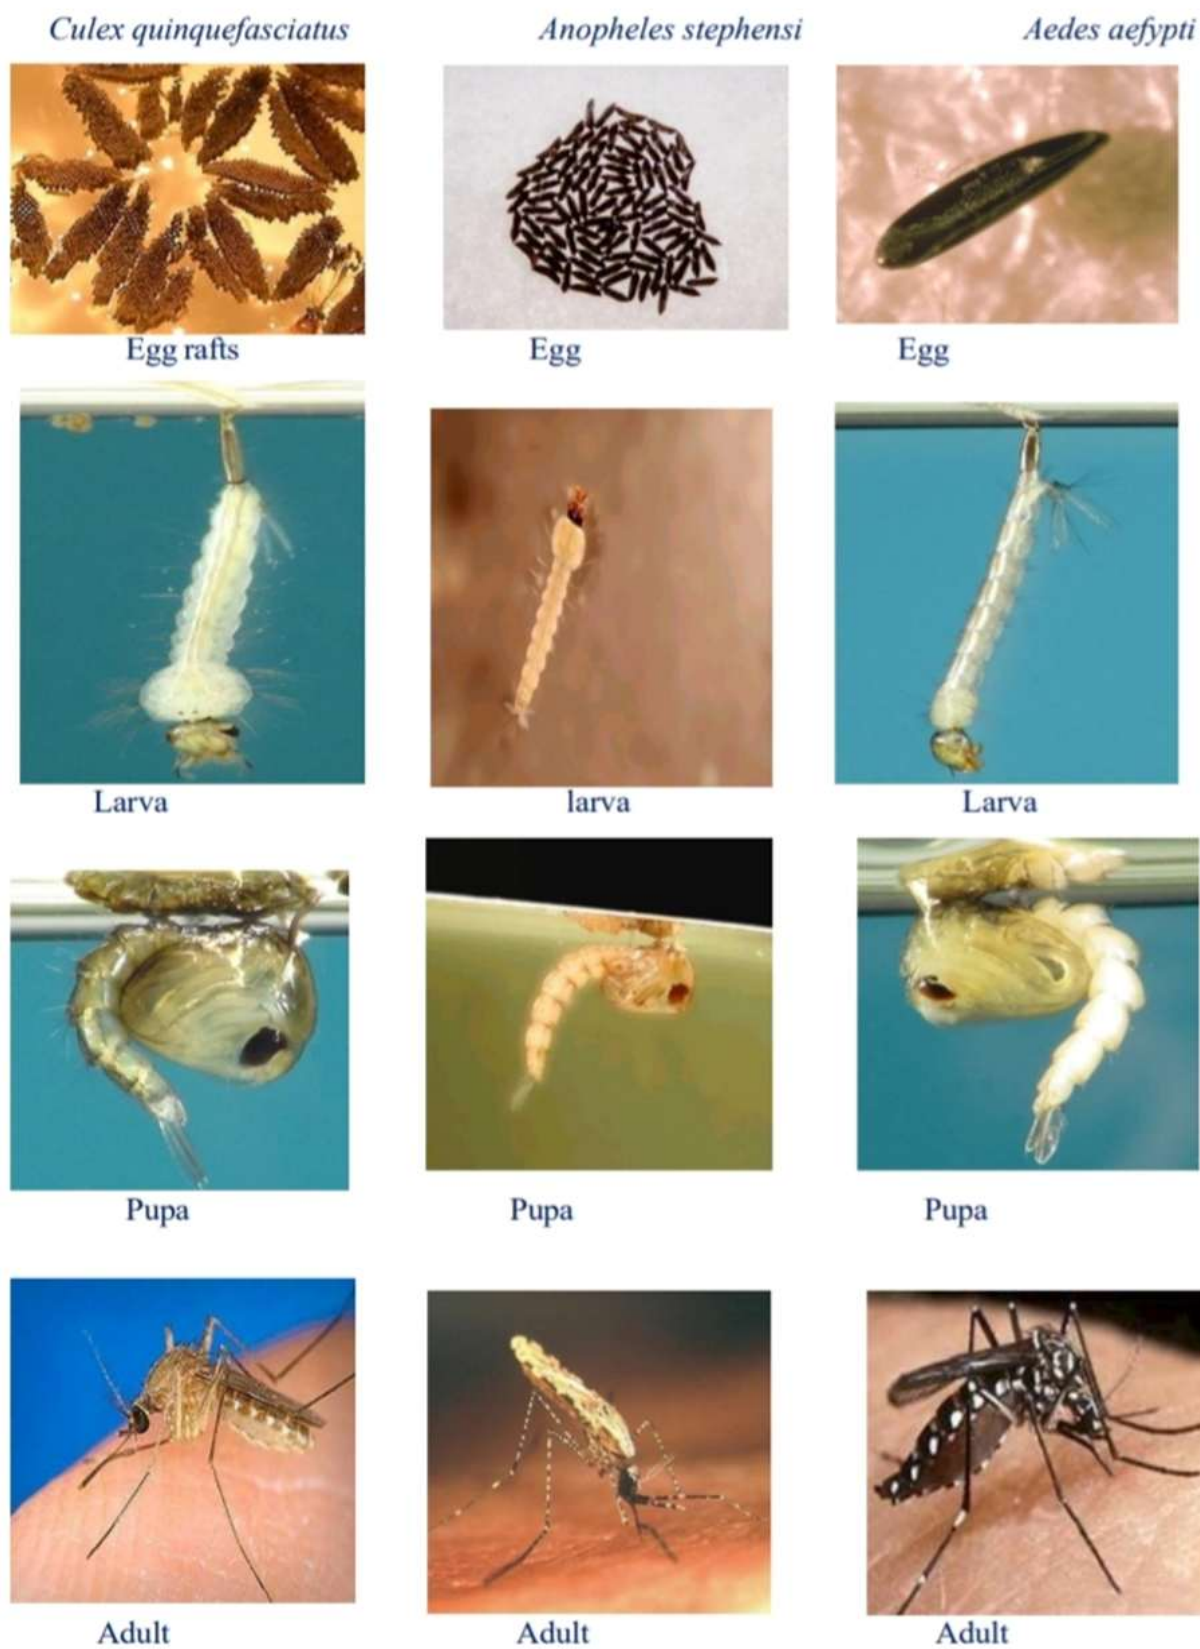 Culex quinquefasciatus Anopheles stephensi Aedes aefypti
Egg rafts Egg Egg
Larva larva Larva
Pupa Pupa Pupa
Adult Adult Adult